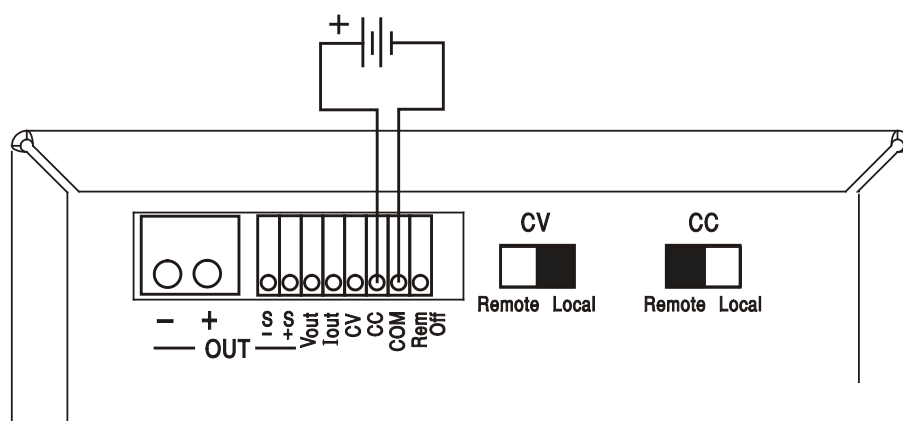 +
CV
CC
Remote Local
Remote Local
- +
S -
S +
Vout
Iout
CV
CC
COM
Rem Off
OUT